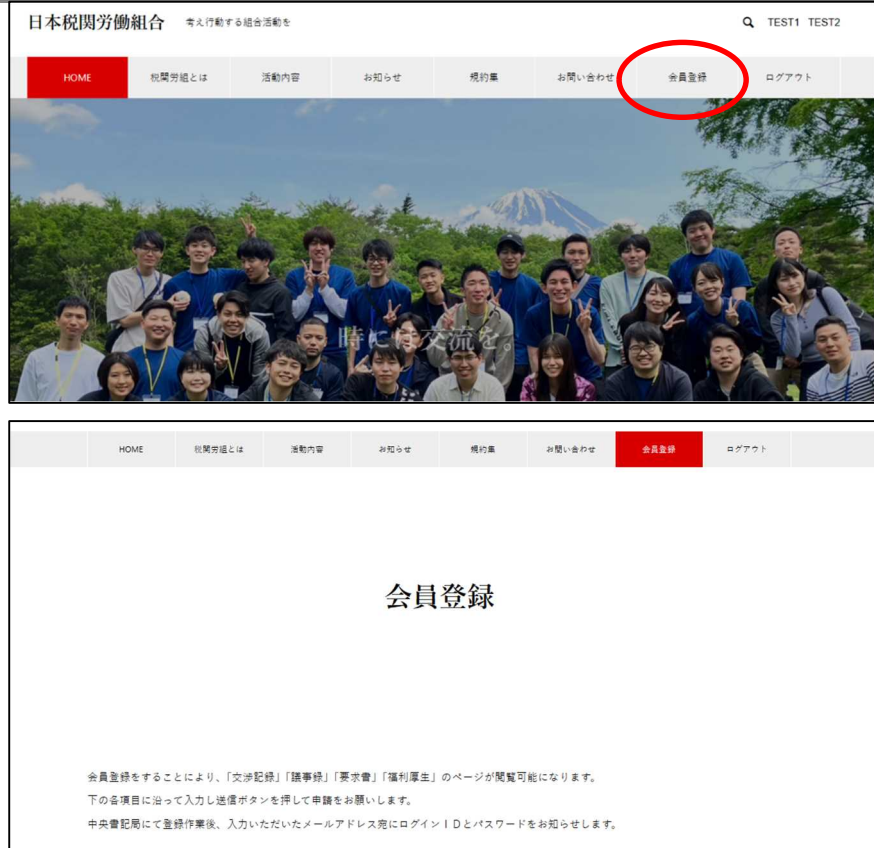 日本税関労働組合 考え行動する組合活動を TEST1 TEST2
HOME 税関労組とは 活動内容 お知らせ 規約集 お問い合わせ 会員登録 ログアウト
時には交流を。
HOME 税関労組とは 活動内容 お知らせ 規約集 お問い合わせ 会員登録 ログアウト
会員登録
会員登録をすることにより、「交渉記録」「議事録」「要求書」「福利厚生」のページが閲覧可能になります。
下の各項目に沿って入力し送信ボタンを押して申請をお願いします。
中央書記局にて登録作業後、入力いただいたメールアドレス宛にログインIDとパスワードをお知らせします。